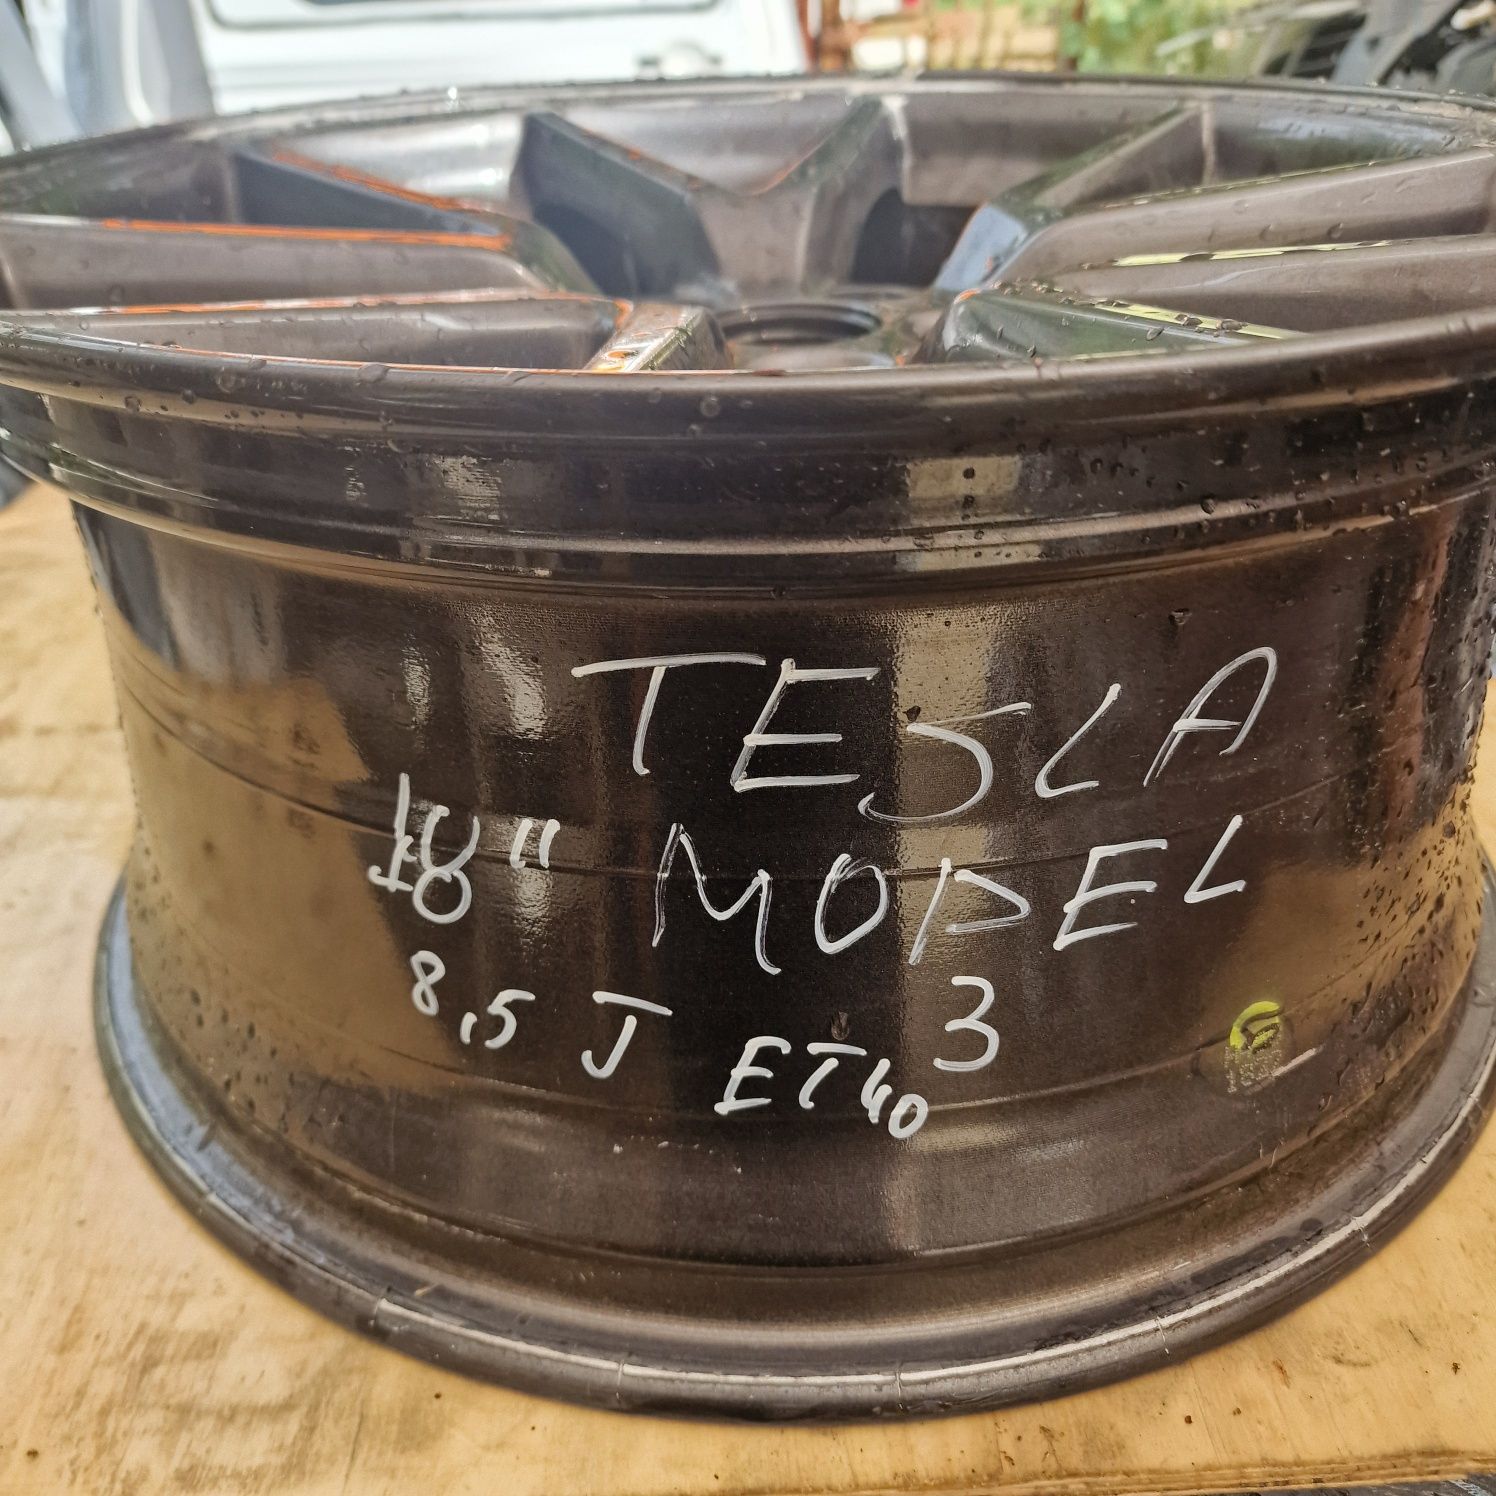 TESLA
18" MODEL
3
8,5 J ET40